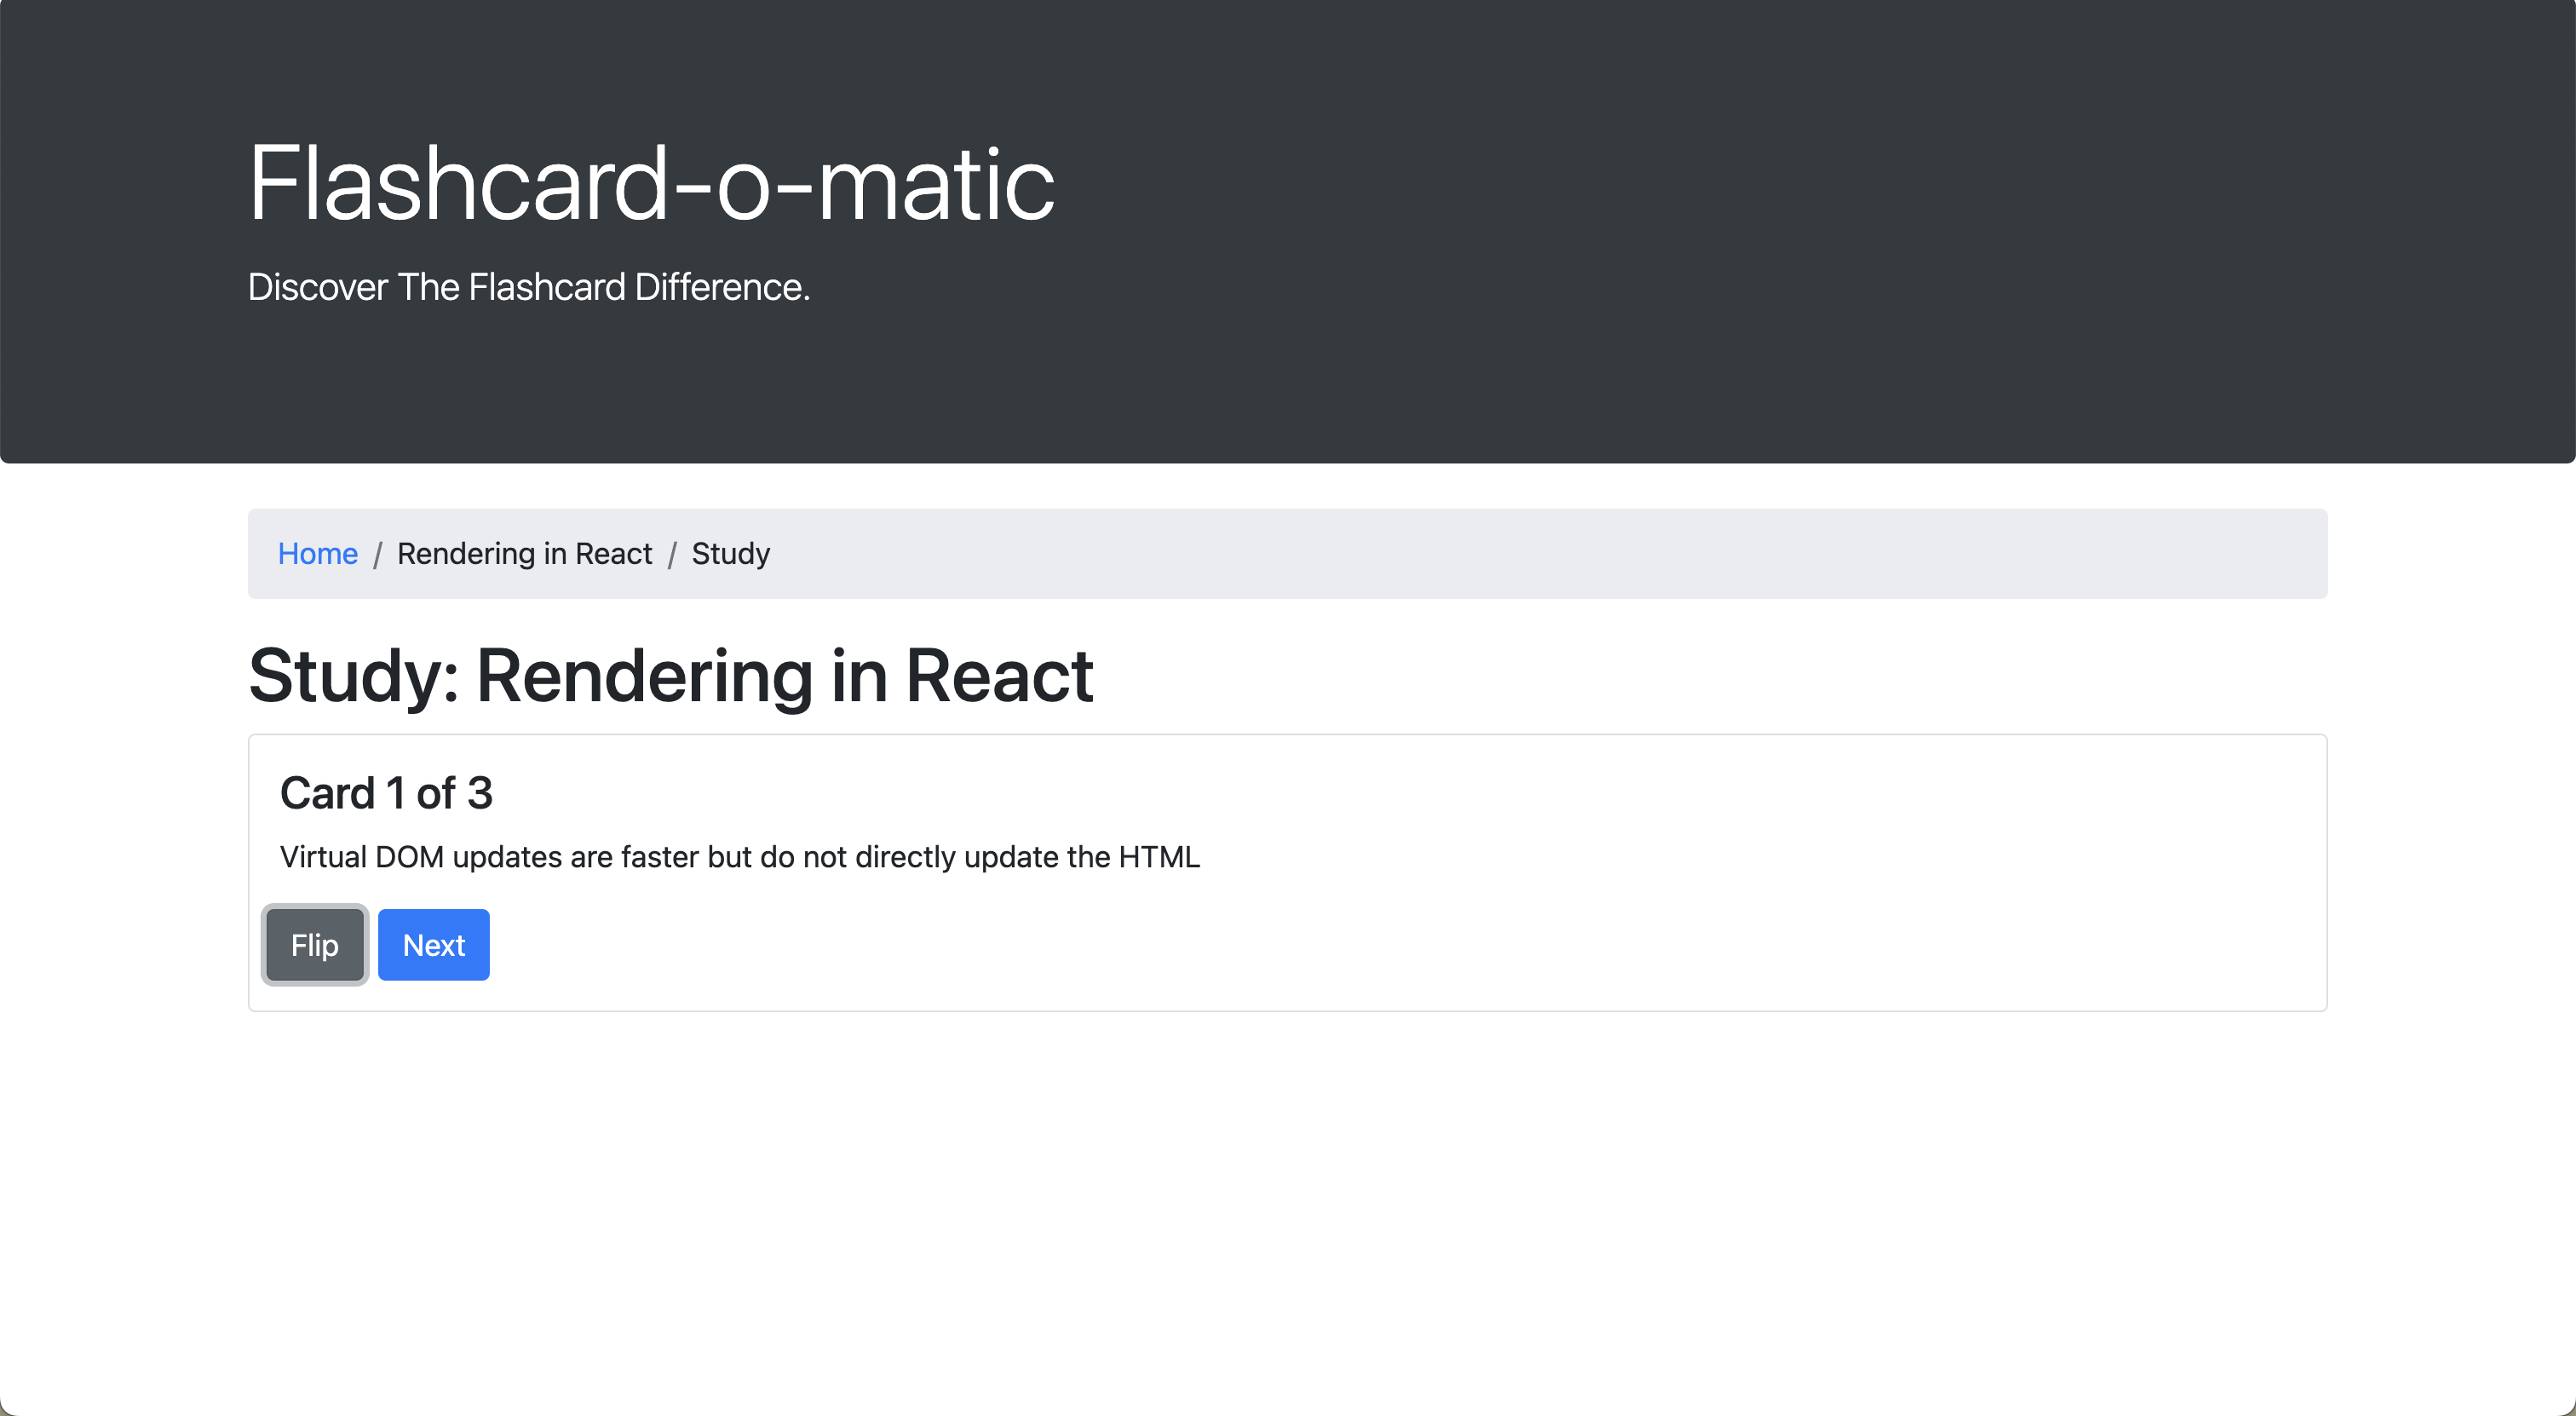 Flashcard-o-matic
Discover The Flashcard Difference.
Home / Rendering in React / Study
Study: Rendering in React
Card 1 of 3
Virtual DOM updates are faster but do not directly update the HTML
Flip Next